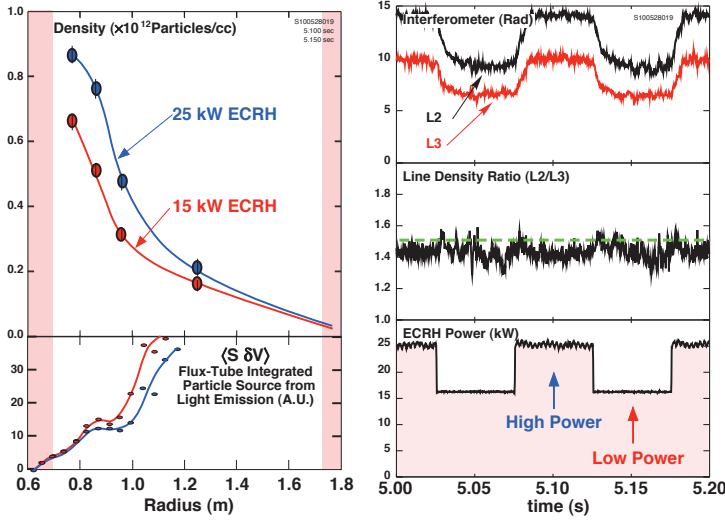 Density (×10 12Particles/cc)
S100528019
5.100 sec
5.150 sec
1.0
0.8
0.6
0.4
0.2
0.0
25 kW ECRH
15 kW ECRH
⟨S δV⟩
Flux-Tube Integrated
Particle Source from
Light Emission (A.U.)
30
20
10
0
0.6 0.8 1.0 1.2 1.4 1.6 1.8
Radius (m)
Interferometer (Rad)
S100528019
15
10
5
0
L2
L3
Line Density Ratio (L2/L3)
1.8
1.6
1.4
1.2
1.0
ECRH Power (kW)
25
20
15
10
5
0
High Power
Low Power
5.00 5.05 5.10 5.15 5.20
time (s)